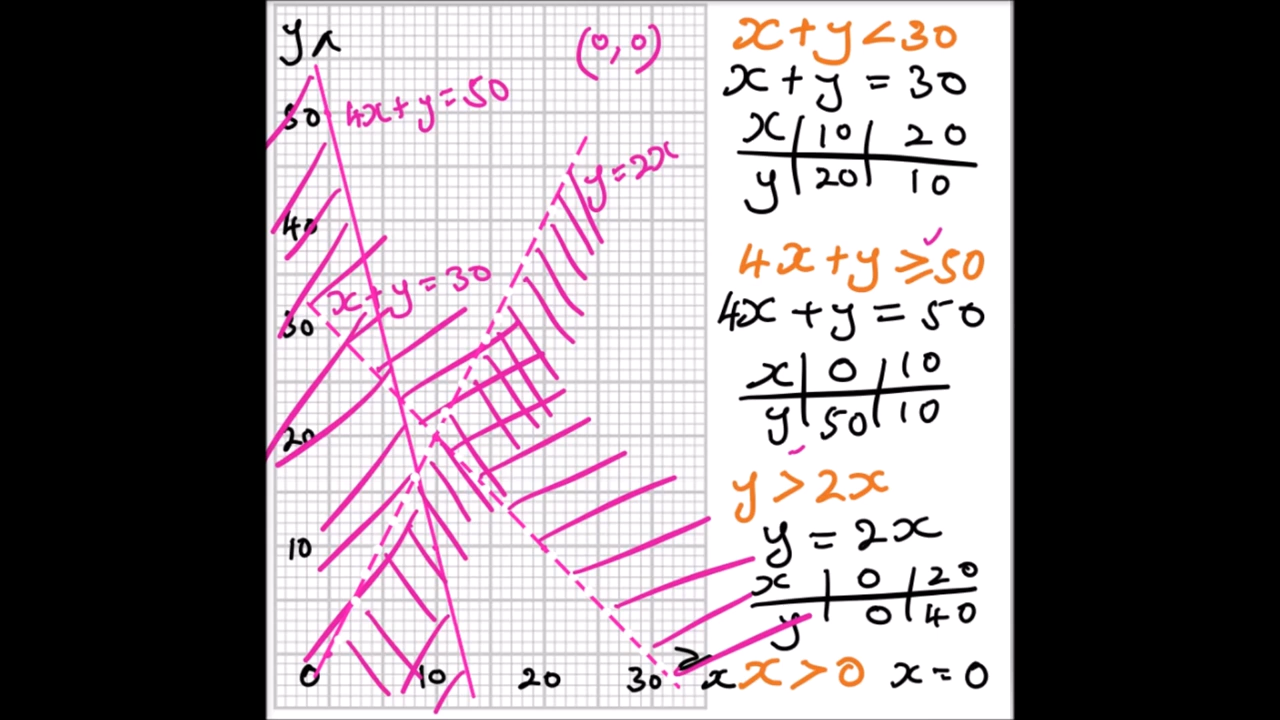 y
(0,0)
50
4x+y=50
y=2x
40
x+y=30
30
20
10
0 10 20 30 x
x+y<30
x+y=30
x | 10 | 20
y | 20 | 10
4x+y≥50
4x+y=50
x | 0 | 10
y | 50 | 10
y>2x
y=2x
x | 0 | 20
y | 0 | 40
x>0 x=0